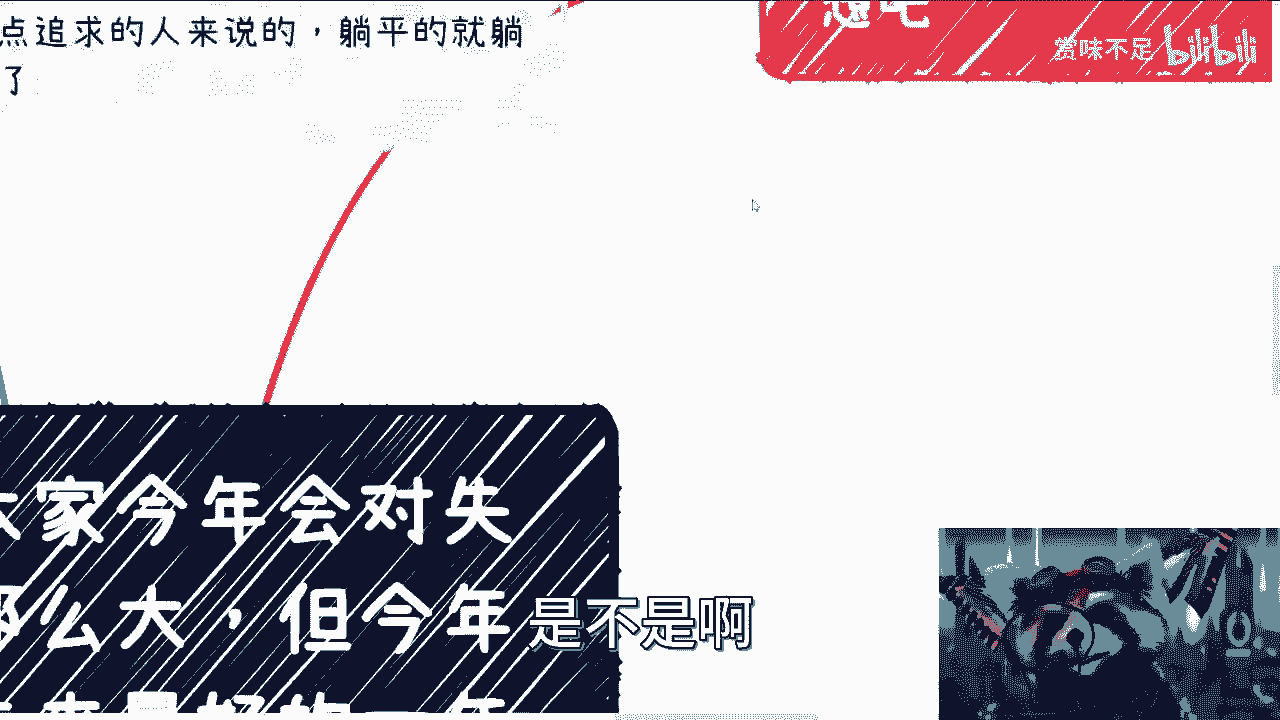 点追求的人来说的，躺平的就躺
了
赏味不足 bilibili
家今年会对失
么大，但今年
是不是啊